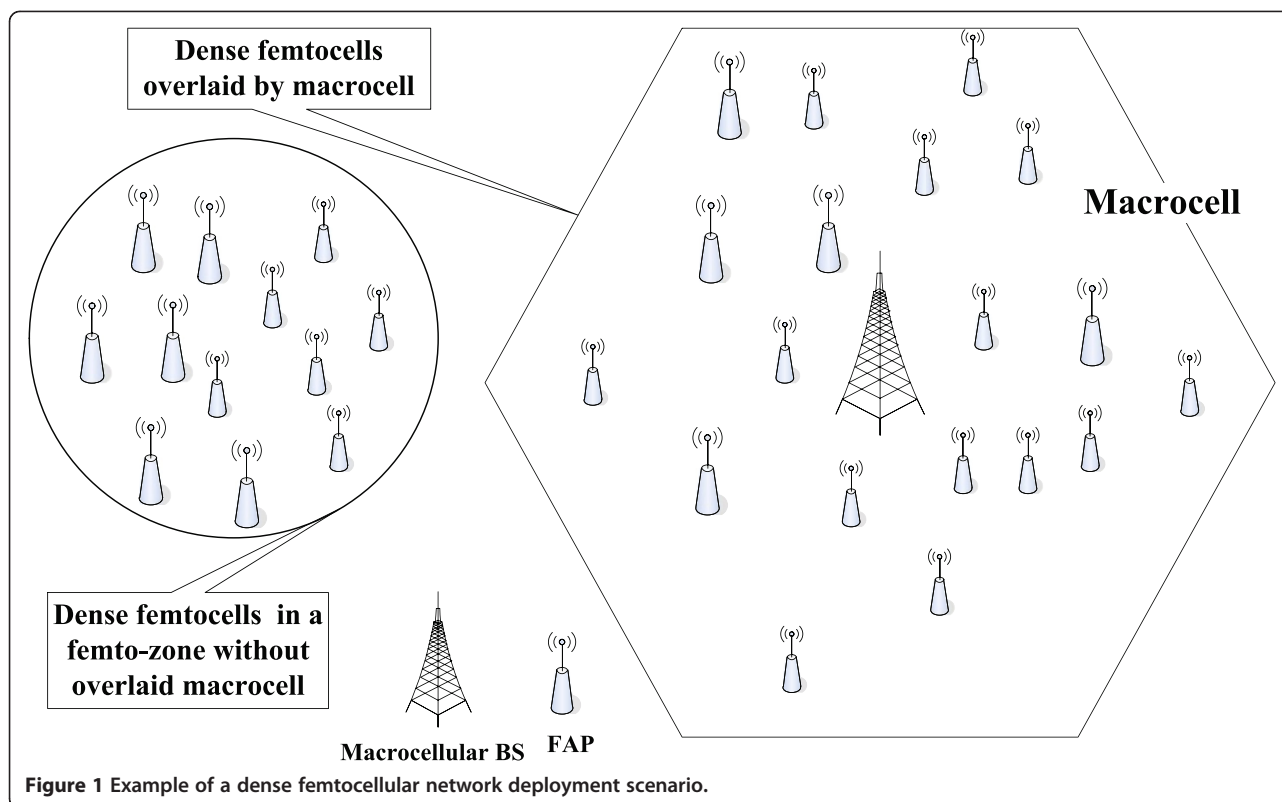 Dense femtocells
overlaid by macrocell
Macrocell
Dense femtocells in a
femto-zone without
overlaid macrocell
Macrocellular BS
FAP
Figure 1 Example of a dense femtocellular network deployment scenario.